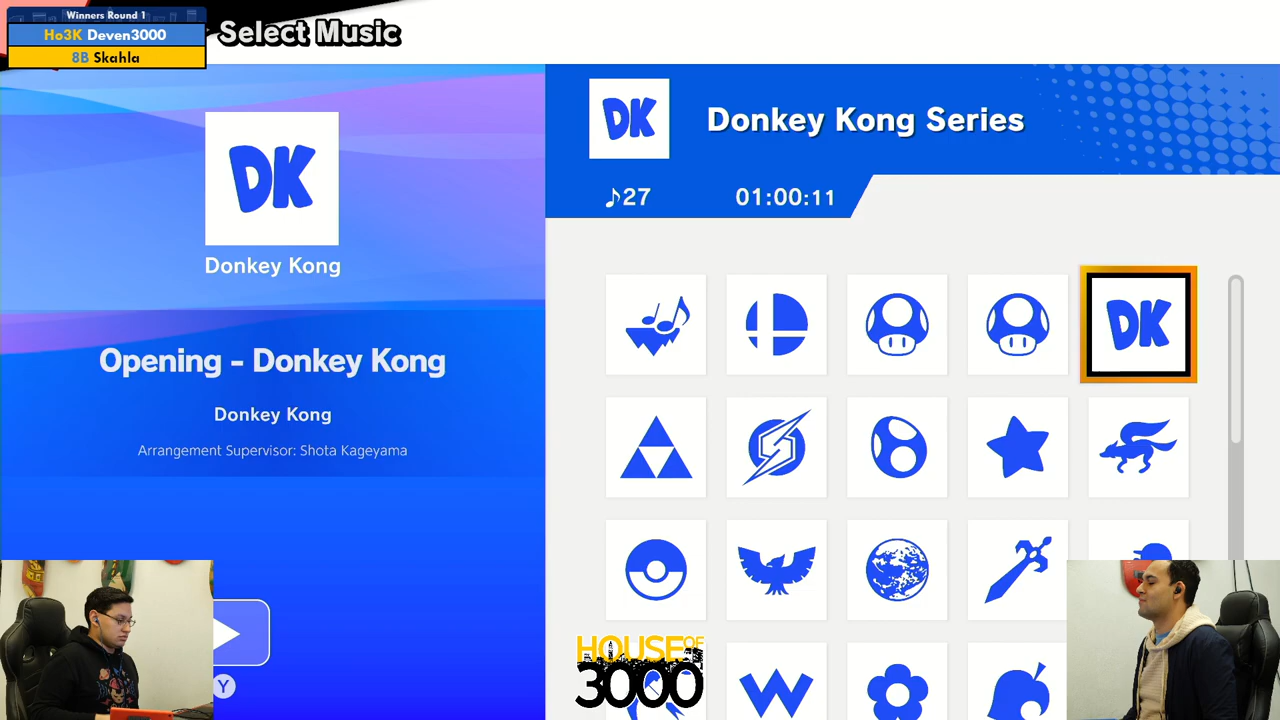 Winners Round 1
Ho3K Deven3000
8B Skahla
Select Music
DK
Donkey Kong
Opening - Donkey Kong
Donkey Kong
Arrangement Supervisor: Shota Kageyama
Y
DK
Donkey Kong Series
♪27
01:00:11
DK
HOUSE OF
3000